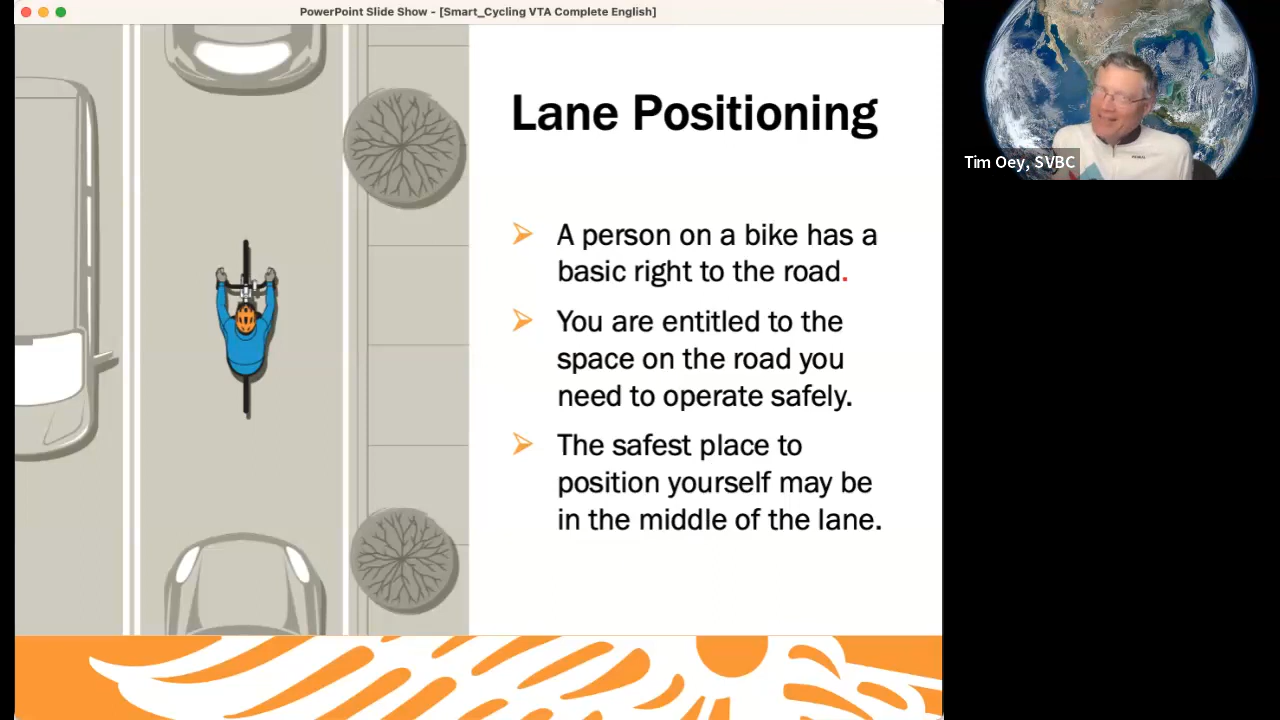 PowerPoint Slide Show - [Smart_Cycling VTA Complete English]
Lane Positioning
A person on a bike has a
basic right to the road.
You are entitled to the
space on the road you
need to operate safely.
The safest place to
position yourself may be
in the middle of the lane.
Tim Oey, SVBC